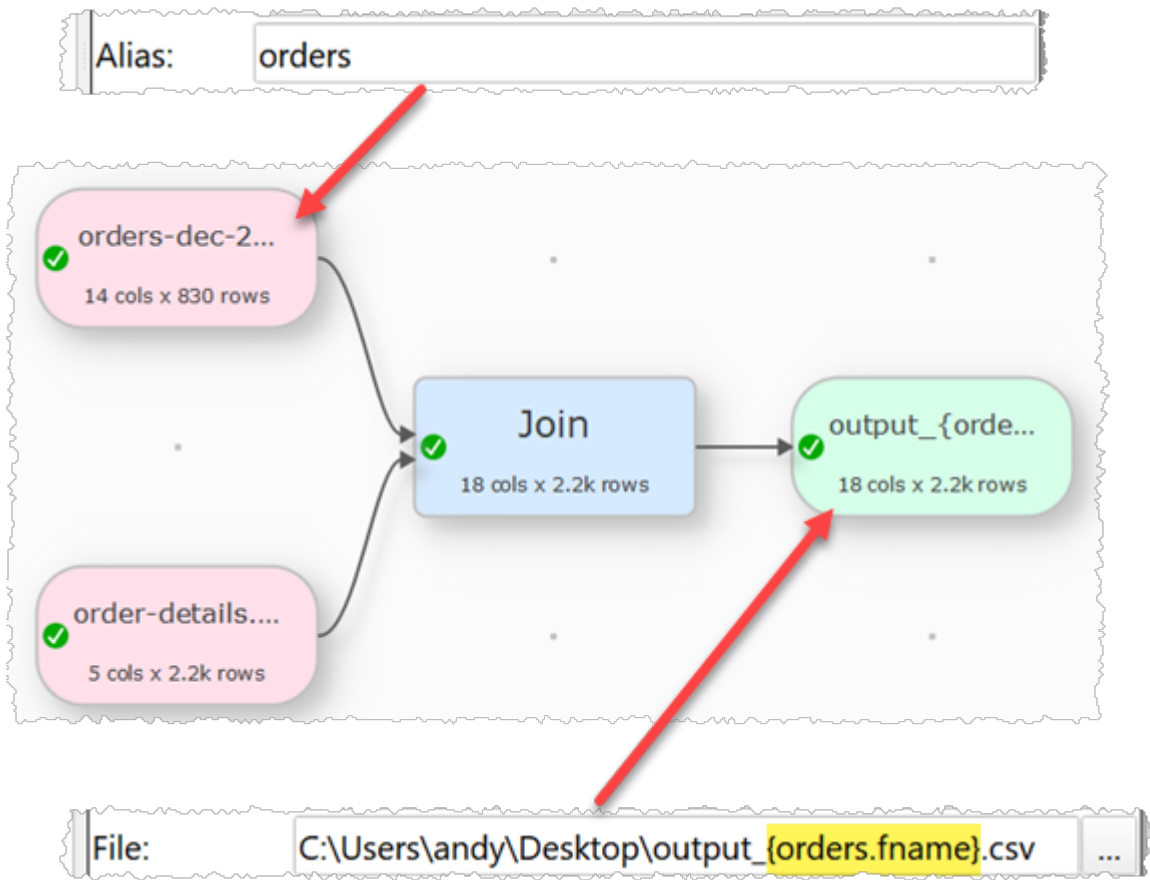 Alias: orders
orders-dec-2...
14 cols x 830 rows
Join
18 cols x 2.2k rows
output_{orde...
18 cols x 2.2k rows
order-details....
5 cols x 2.2k rows
File: C:\Users\andy\Desktop\output_{orders.fname}.csv ...